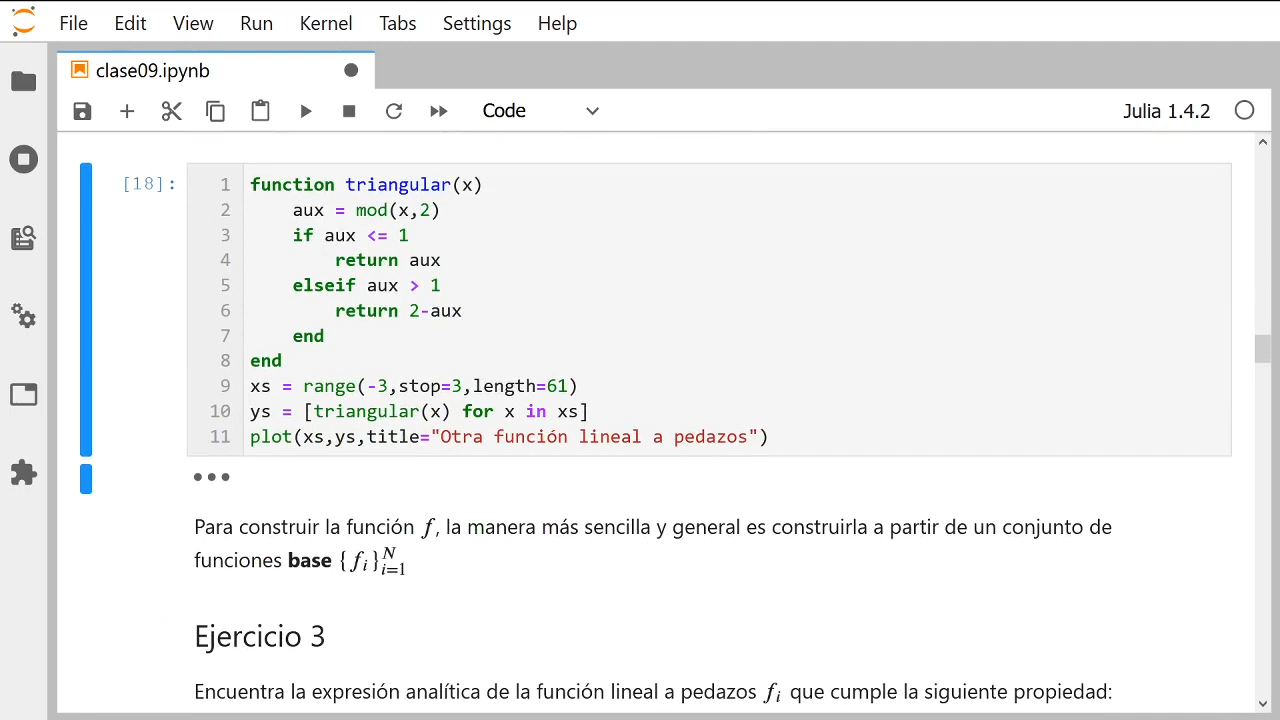 File Edit View Run Kernel Tabs Settings Help
clase09.ipynb
Code Julia 1.4.2
[18]:
1 function triangular(x)
2 aux = mod(x,2)
3 if aux <= 1
4 return aux
5 elseif aux > 1
6 return 2-aux
7 end
8 end
9 xs = range(-3,stop=3,length=61)
10 ys = [triangular(x) for x in xs]
11 plot(xs,ys,title="Otra función lineal a pedazos")
Para construir la función f, la manera más sencilla y general es construirla a partir de un conjunto de
funciones base {f_i}_{i=1}^N
Ejercicio 3
Encuentra la expresión analítica de la función lineal a pedazos f_i que cumple la siguiente propiedad: